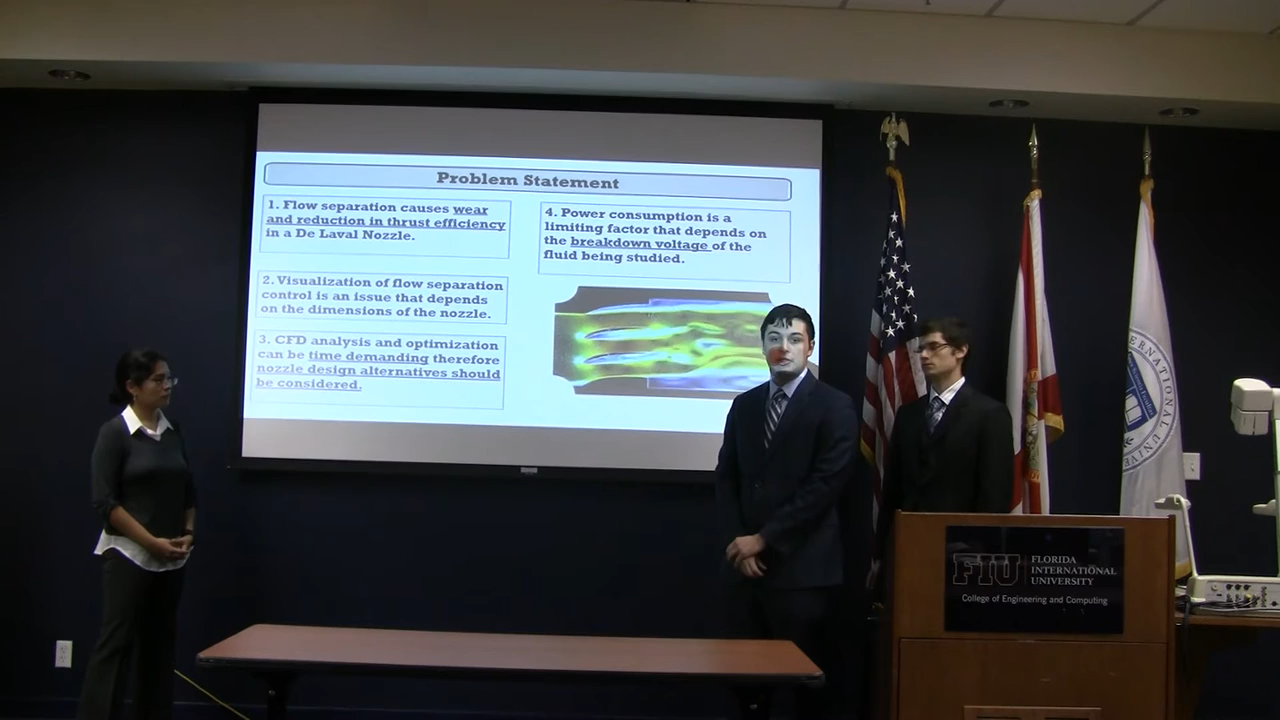 Problem Statement
1. Flow separation causes wear
and reduction in thrust efficiency
in a De Laval Nozzle.
2. Visualization of flow separation
control is an issue that depends
on the dimensions of the nozzle.
3. CFD analysis and optimization
can be time demanding therefore
nozzle design alternatives should
be considered.
4. Power consumption is a
limiting factor that depends on
the breakdown voltage of the
fluid being studied.
FIU
FLORIDA
INTERNATIONAL
UNIVERSITY
College of Engineering and Computing